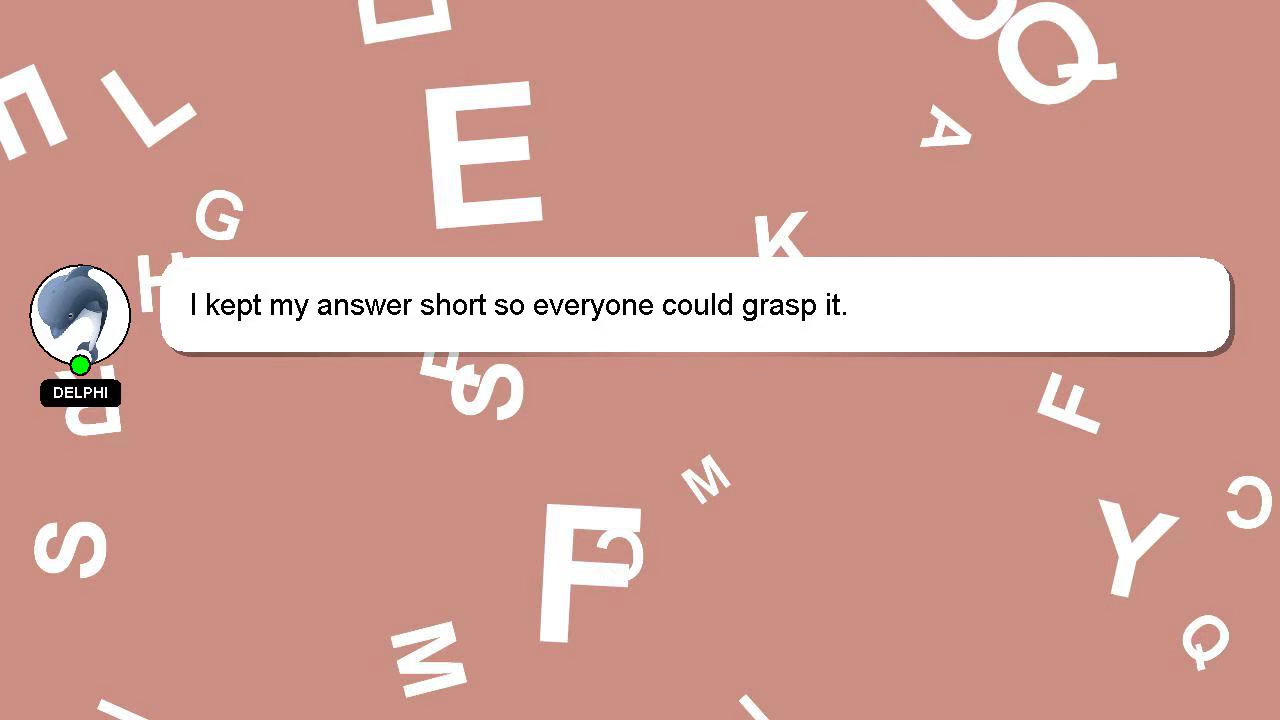 I kept my answer short so everyone could grasp it.
DELPHI
E
L
E
Q
A
G
K
H
F
S
R
F
M
C
S
F
C
Y
Q
M